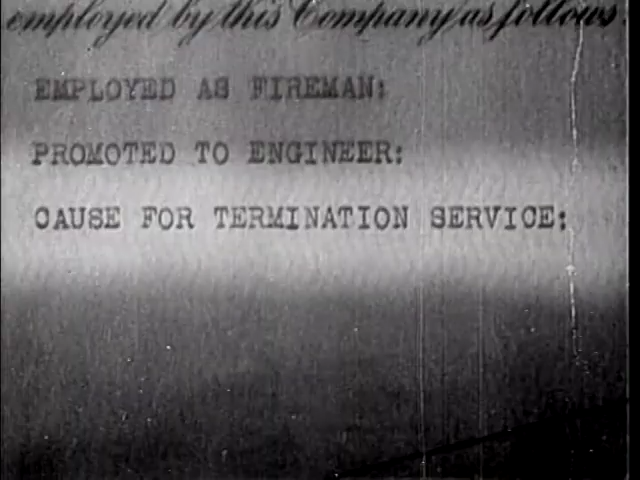 employed by this Company as follows:
EMPLOYED AS FIREMAN:
PROMOTED TO ENGINEER:
CAUSE FOR TERMINATION SERVICE: